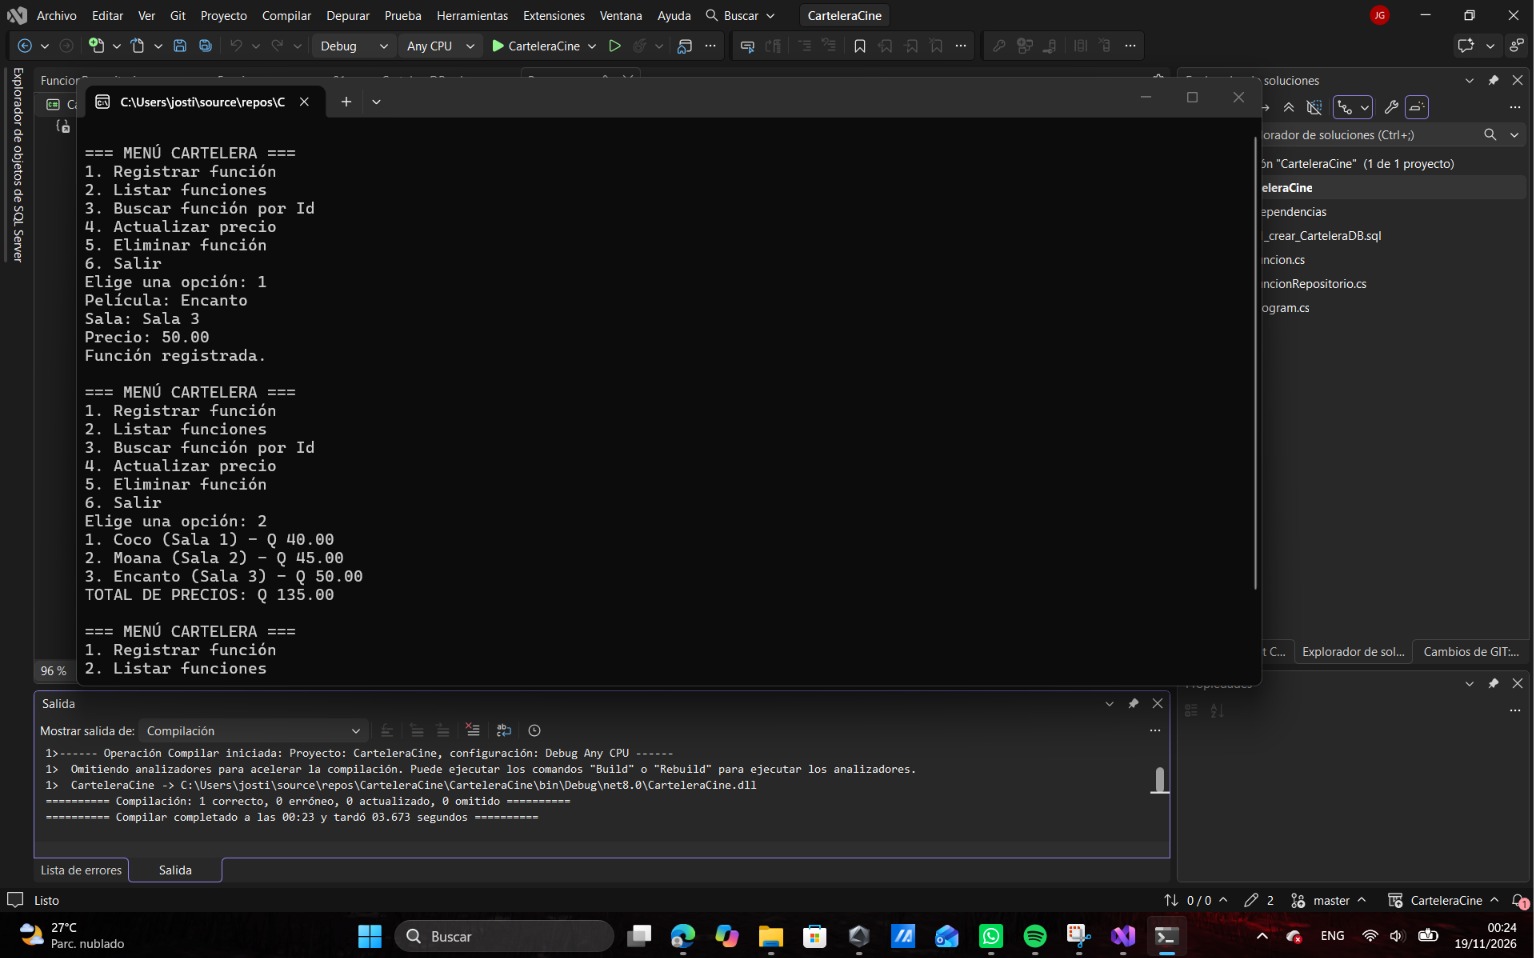 Archivo Editar Ver Git Proyecto Compilar Depurar Prueba Herramientas Extensiones Ventana Ayuda Buscar CarteleraCine JG
Debug Any CPU CarteleraCine
Explorador de objetos de SQL Server
C:\Users\josti\source\repos\C
=== MENÚ CARTELERA ===
1. Registrar función
2. Listar funciones
3. Buscar función por Id
4. Actualizar precio
5. Eliminar función
6. Salir
Elige una opción: 1
Película: Encanto
Sala: Sala 3
Precio: 50.00
Función registrada.
=== MENÚ CARTELERA ===
1. Registrar función
2. Listar funciones
3. Buscar función por Id
4. Actualizar precio
5. Eliminar función
6. Salir
Elige una opción: 2
1. Coco (Sala 1) - Q 40.00
2. Moana (Sala 2) - Q 45.00
3. Encanto (Sala 3) - Q 50.00
TOTAL DE PRECIOS: Q 135.00
=== MENÚ CARTELERA ===
1. Registrar función
2. Listar funciones
soluciones
orador de soluciones (Ctrl+;)
ón "CarteleraCine" (1 de 1 proyecto)
eleraCine
ependencias
_crear_CarteleraDB.sql
ncion.cs
ncionRepositorio.cs
ogram.cs
t C... Explorador de sol... Cambios de GIT:...
96 %
Salida
Mostrar salida de: Compilación
1>------ Operación Compilar iniciada: Proyecto: CarteleraCine, configuración: Debug Any CPU ------
1> Omitiendo analizadores para acelerar la compilación. Puede ejecutar los comandos "Build" o "Rebuild" para ejecutar los analizadores.
1> CarteleraCine -> C:\Users\josti\source\repos\CarteleraCine\CarteleraCine\bin\Debug\net8.0\CarteleraCine.dll
========== Compilación: 1 correcto, 0 erróneo, 0 actualizado, 0 omitido ==========
========== Compilar completado a las 00:23 y tardó 03.673 segundos ==========
Lista de errores Salida
Listo 0 / 0 2 master CarteleraCine 1
27°C
Parc. nublado
Buscar
ENG
00:24
19/11/2026